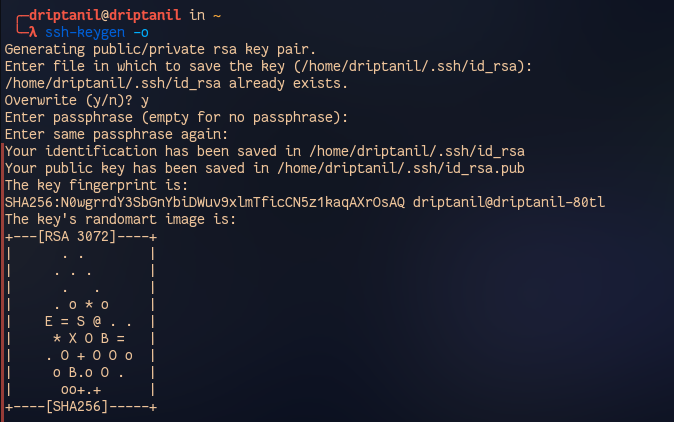 ╭─driptanil@driptanil in ~
╰─λ ssh-keygen -o
Generating public/private rsa key pair.
Enter file in which to save the key (/home/driptanil/.ssh/id_rsa):
/home/driptanil/.ssh/id_rsa already exists.
Overwrite (y/n)? y
Enter passphrase (empty for no passphrase):
Enter same passphrase again:
Your identification has been saved in /home/driptanil/.ssh/id_rsa
Your public key has been saved in /home/driptanil/.ssh/id_rsa.pub
The key fingerprint is:
SHA256:N0wgrrdY3SbGnYbiDWuv9xlmTficCN5z1kaqAXrOsAQ driptanil@driptanil-80tl
The key's randomart image is:
+---[RSA 3072]----+
|      . .        |
|     . . .       |
|      .   .      |
|     . o * o     |
|    E = S @ . .  |
|     * X O B =   |
|    . O + O O o  |
|     o B.o O .   |
|      oo+.+      |
+----[SHA256]-----+